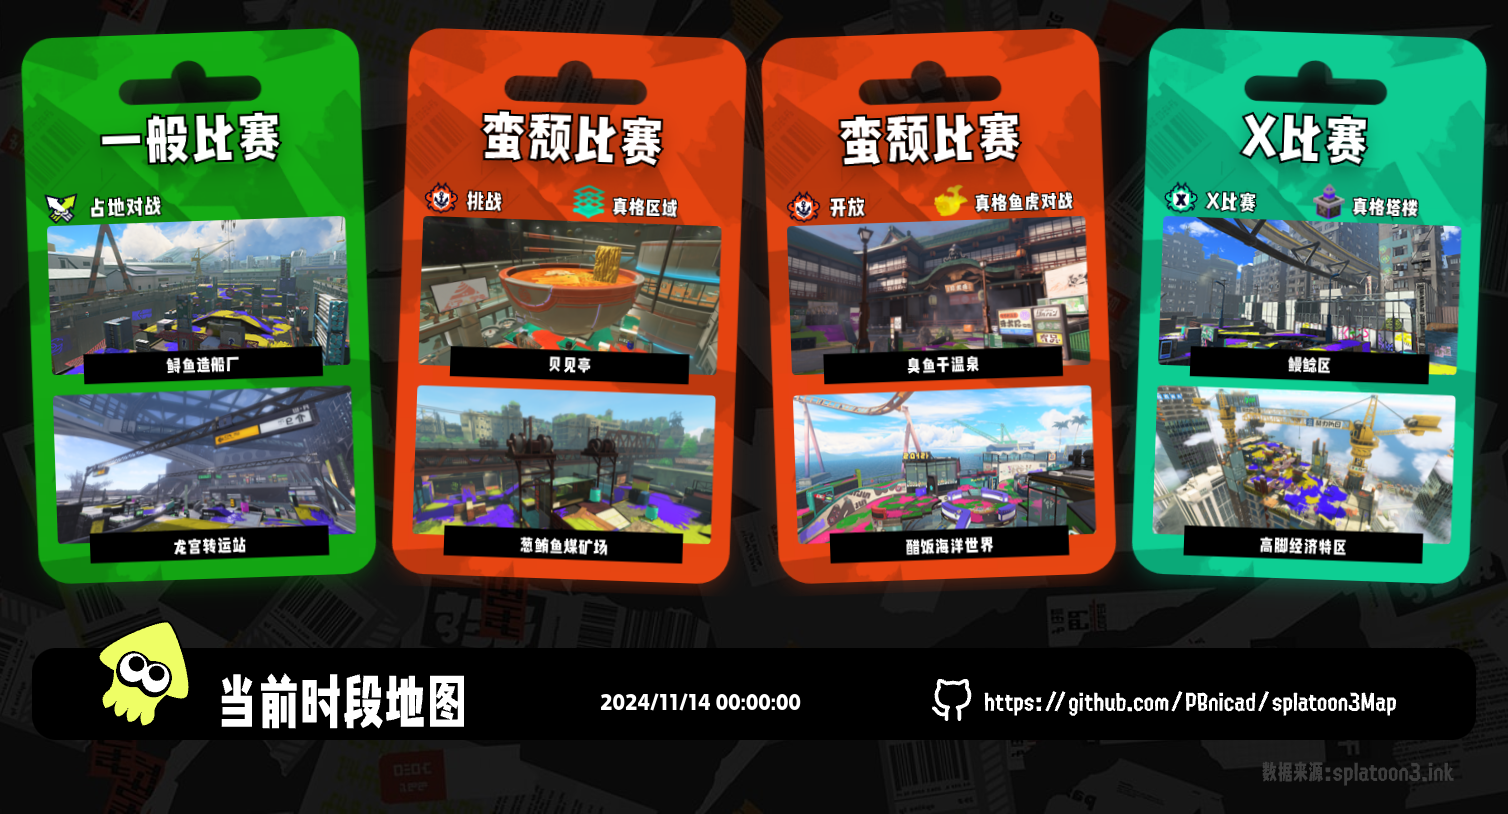 一般比赛
占地对战
鲟鱼造船厂
龙宫转运站
蛮颓比赛
挑战
真格区域
贝贝亭
葱鲔鱼煤矿场
蛮颓比赛
开放
真格鱼虎对战
臭鱼干温泉
醋饭海洋世界
X比赛
X比赛
真格塔楼
鳗鲶区
高脚经济特区
当前时段地图
2024/11/14 00:00:00
https://github.com/PBnicad/splatoon3Map
数据来源:splatoon3.ink